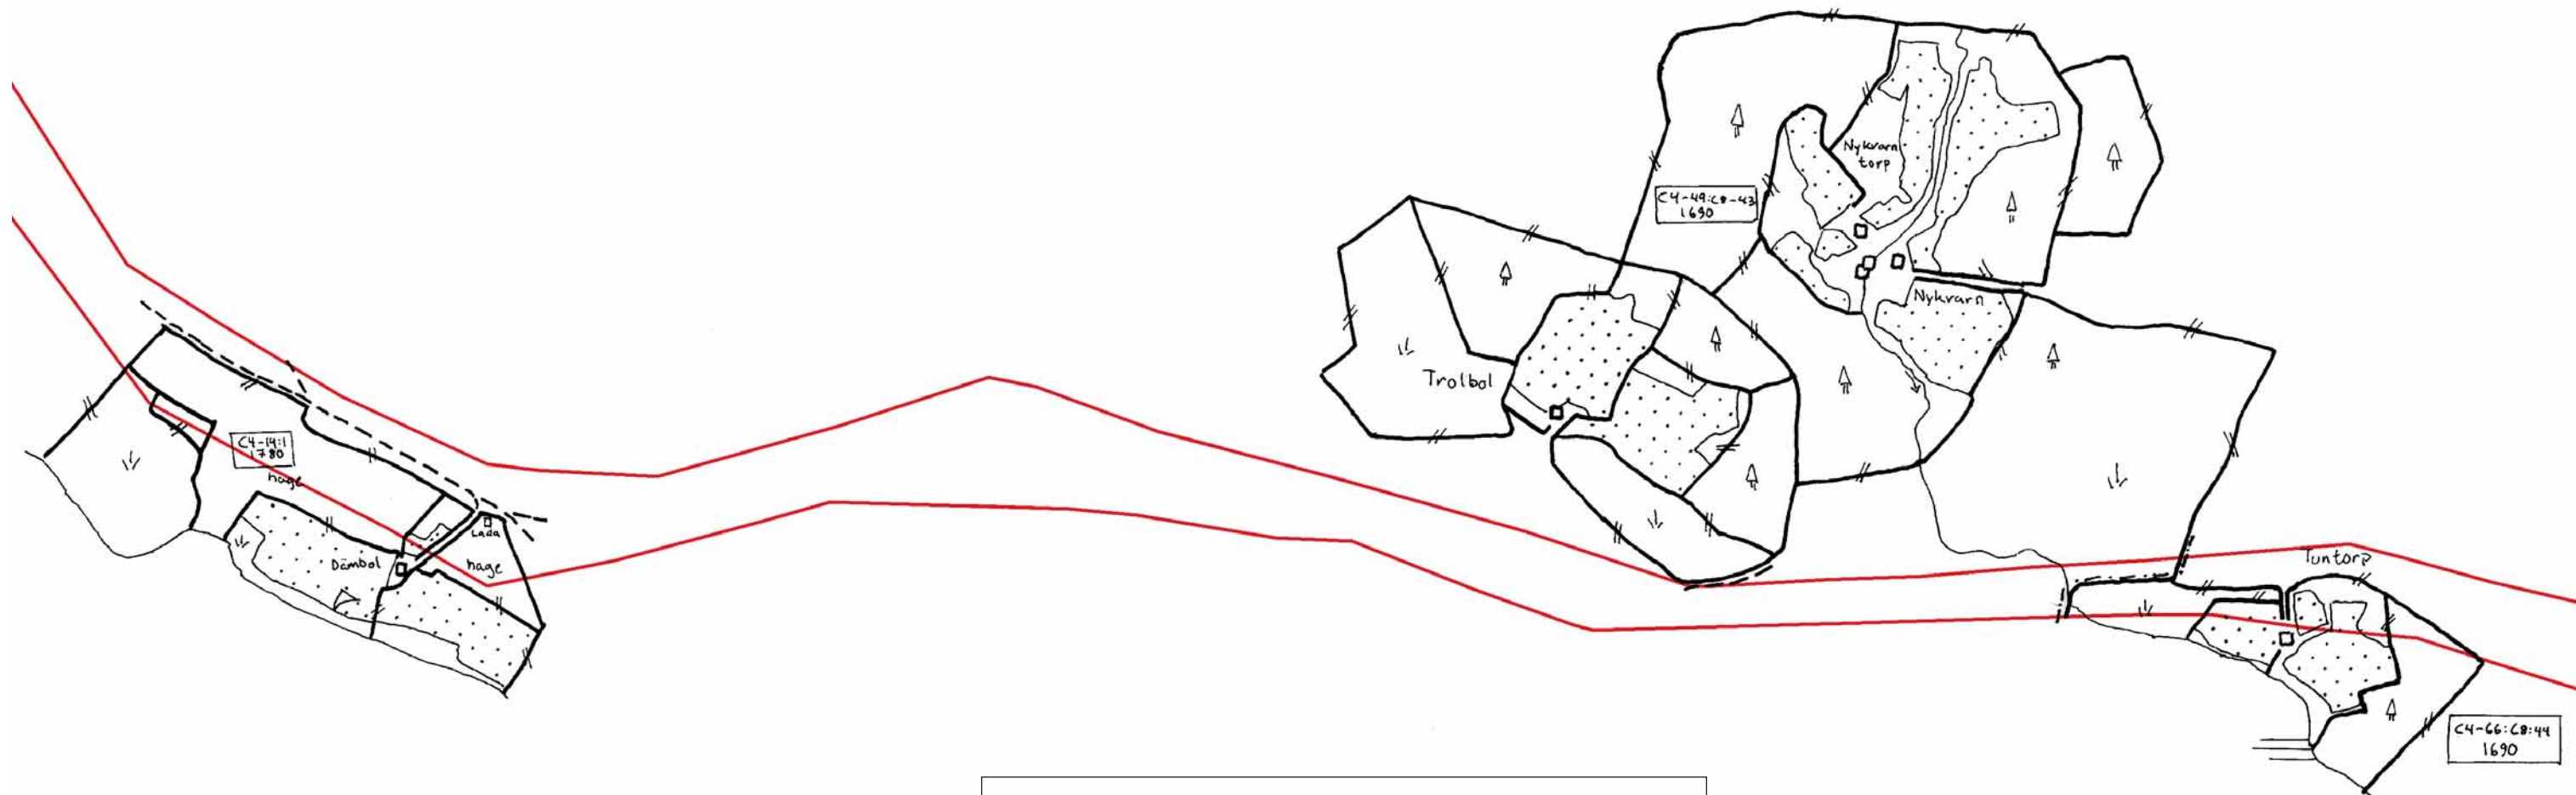 C4-14:1
1780
hage
Dämbol
Lada
hage
Trolbol
C4-49:C8-43
1690
Nykvarn
torp
Nykvarn
Tuntorp
C4-66:C8:44
1690